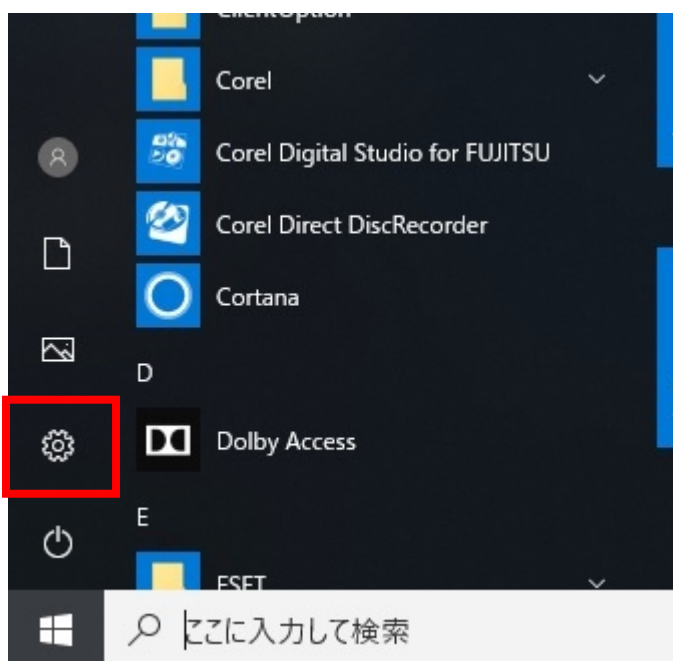 ClientOption
Corel
Corel Digital Studio for FUJITSU
Corel Direct DiscRecorder
Cortana
D
Dolby Access
E
ESET
ここに入力して検索